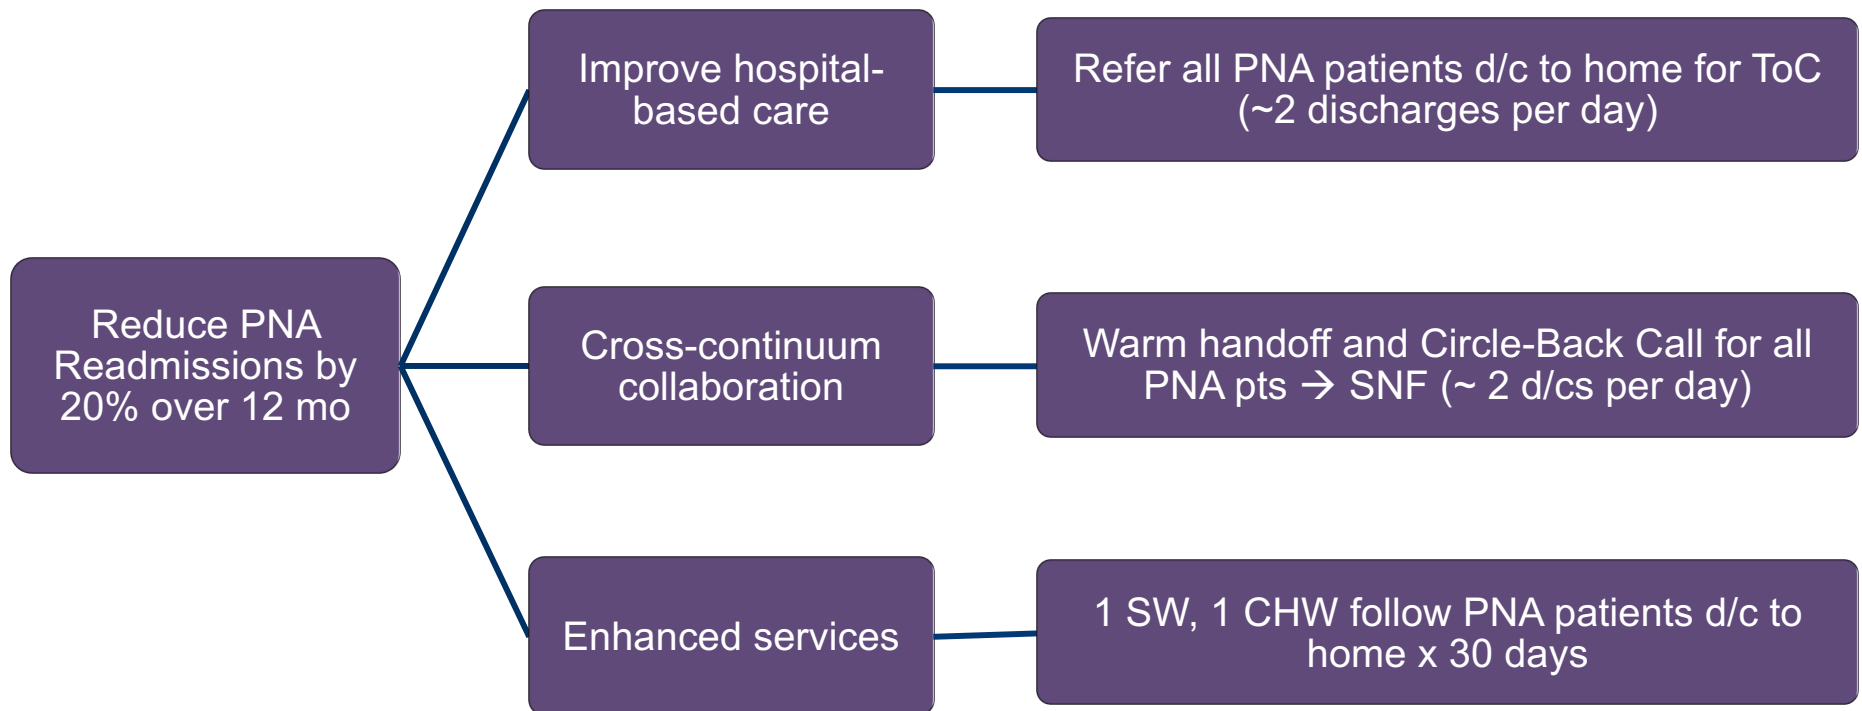 Improve hospital-
based care
Refer all PNA patients d/c to home for ToC
(~2 discharges per day)
Reduce PNA
Readmissions by
20% over 12 mo
Cross-continuum
collaboration
Warm handoff and Circle-Back Call for all
PNA pts → SNF (~ 2 d/cs per day)
Enhanced services
1 SW, 1 CHW follow PNA patients d/c to
home x 30 days